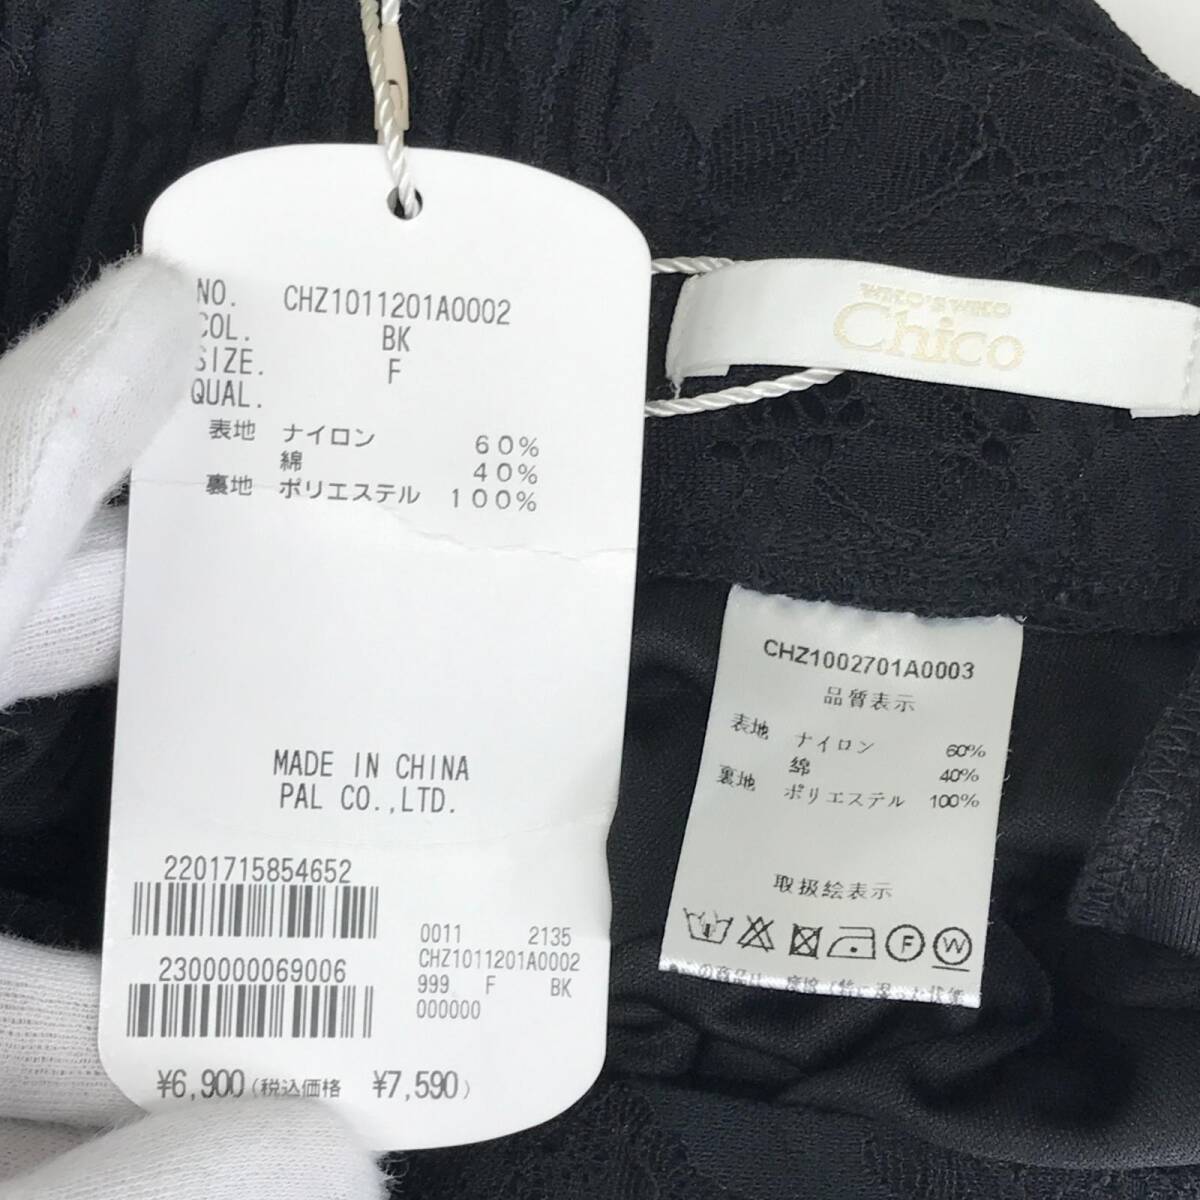 NO. CHZ1011201A0002
COL. BK
SIZE. F
QUAL.
表地 ナイロン 60%
綿 40%
裏地 ポリエステル 100%
MADE IN CHINA
PAL CO.,LTD.
2201715854652
2300000069006
0011 2135
CHZ1011201A0002
999 F BK
000000
¥6,900(税込価格 ¥7,590)
WHO'S WHO
Chico
CHZ1002701A0003
品質表示
表地 ナイロン 60%
綿 40%
裏地 ポリエステル 100%
取扱絵表示
F W